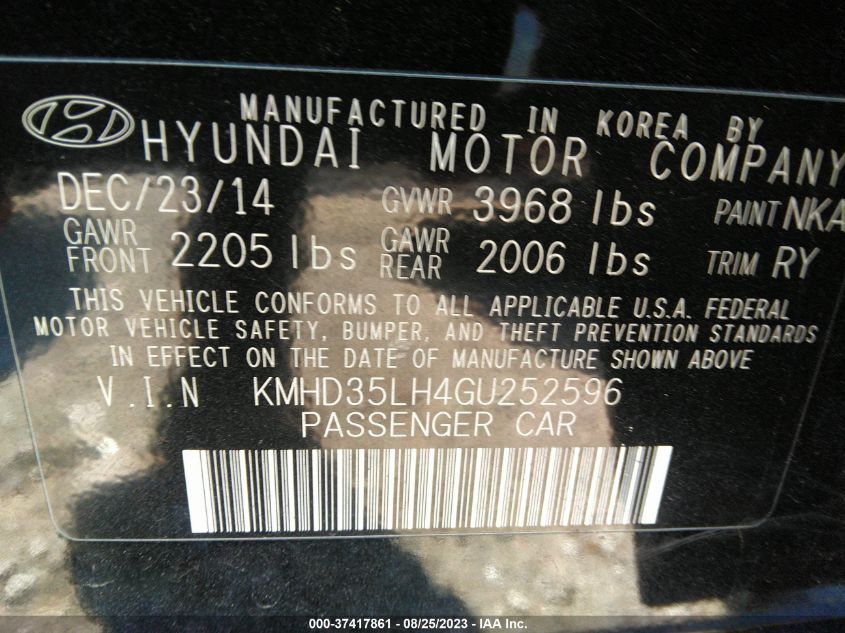 MANUFACTURED IN KOREA BY
HYUNDAI MOTOR COMPANY
DEC/23/14 GVWR 3968 lbs PAINT NKA
GAWR FRONT 2205 lbs GAWR REAR 2006 lbs TRIM RY
THIS VEHICLE CONFORMS TO ALL APPLICABLE U.S.A. FEDERAL
MOTOR VEHICLE SAFETY, BUMPER, AND THEFT PREVENTION STANDARDS
IN EFFECT ON THE DATE OF MANUFACTURE SHOWN ABOVE
V.I.N KMHD35LH4GU252596
PASSENGER CAR
000-37417861 - 08/25/2023 - IAA Inc.